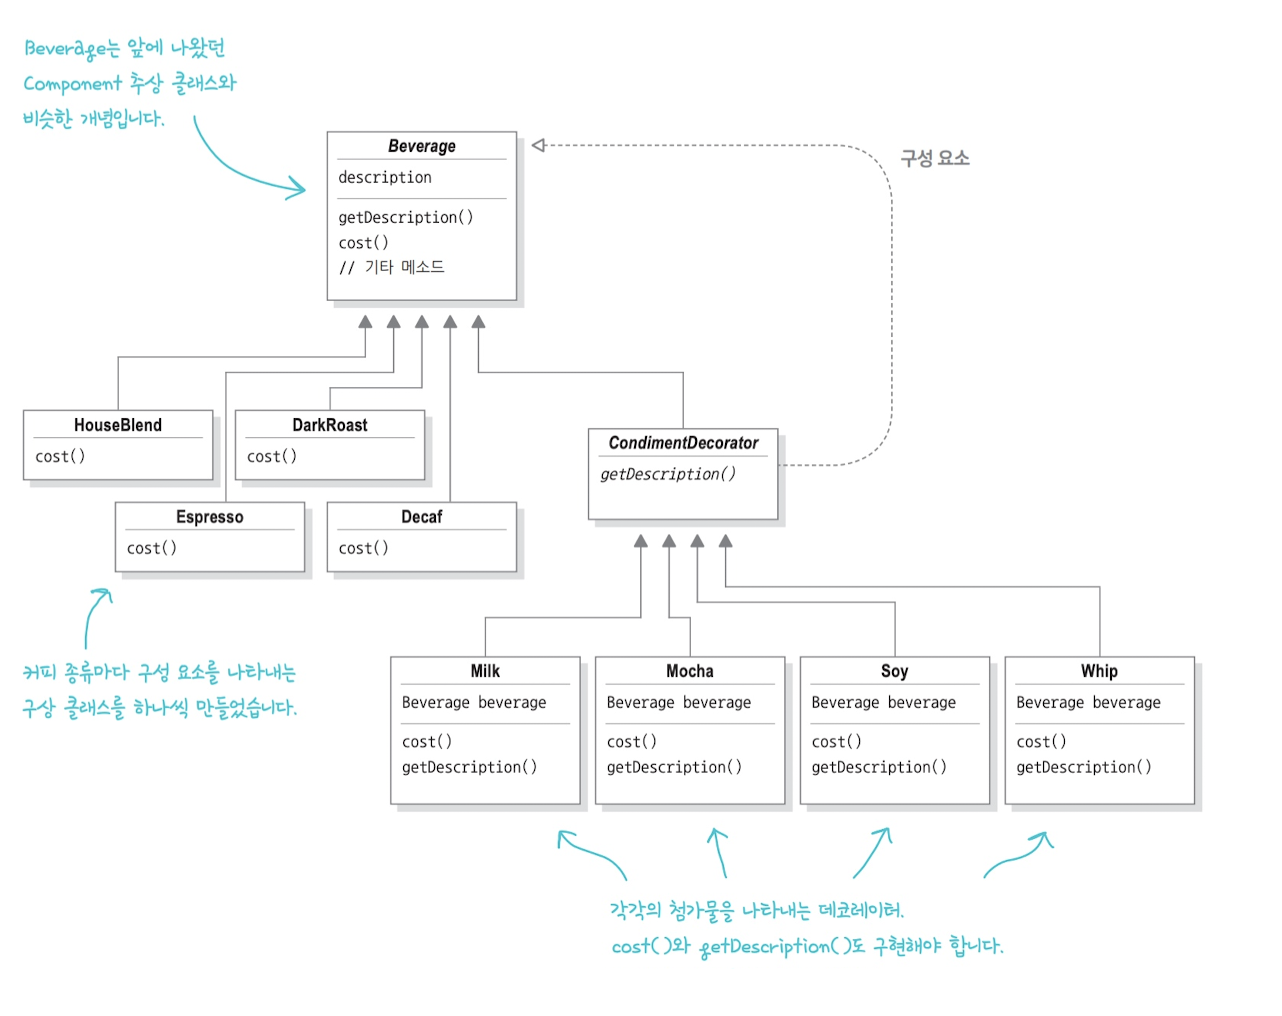 Beverage는 앞에 나왔던
Component 추상 클래스와
비슷한 개념입니다.
Beverage
description
getDescription()
cost()
// 기타 메소드
구성 요소
HouseBlend
cost()
DarkRoast
cost()
CondimentDecorator
getDescription()
Espresso
cost()
Decaf
cost()
커피 종류마다 구성 요소를 나타내는
구상 클래스를 하나씩 만들었습니다.
Milk
Beverage beverage
cost()
getDescription()
Mocha
Beverage beverage
cost()
getDescription()
Soy
Beverage beverage
cost()
getDescription()
Whip
Beverage beverage
cost()
getDescription()
각각의 첨가물을 나타내는 데코레이터.
cost()와 getDescription()도 구현해야 합니다.